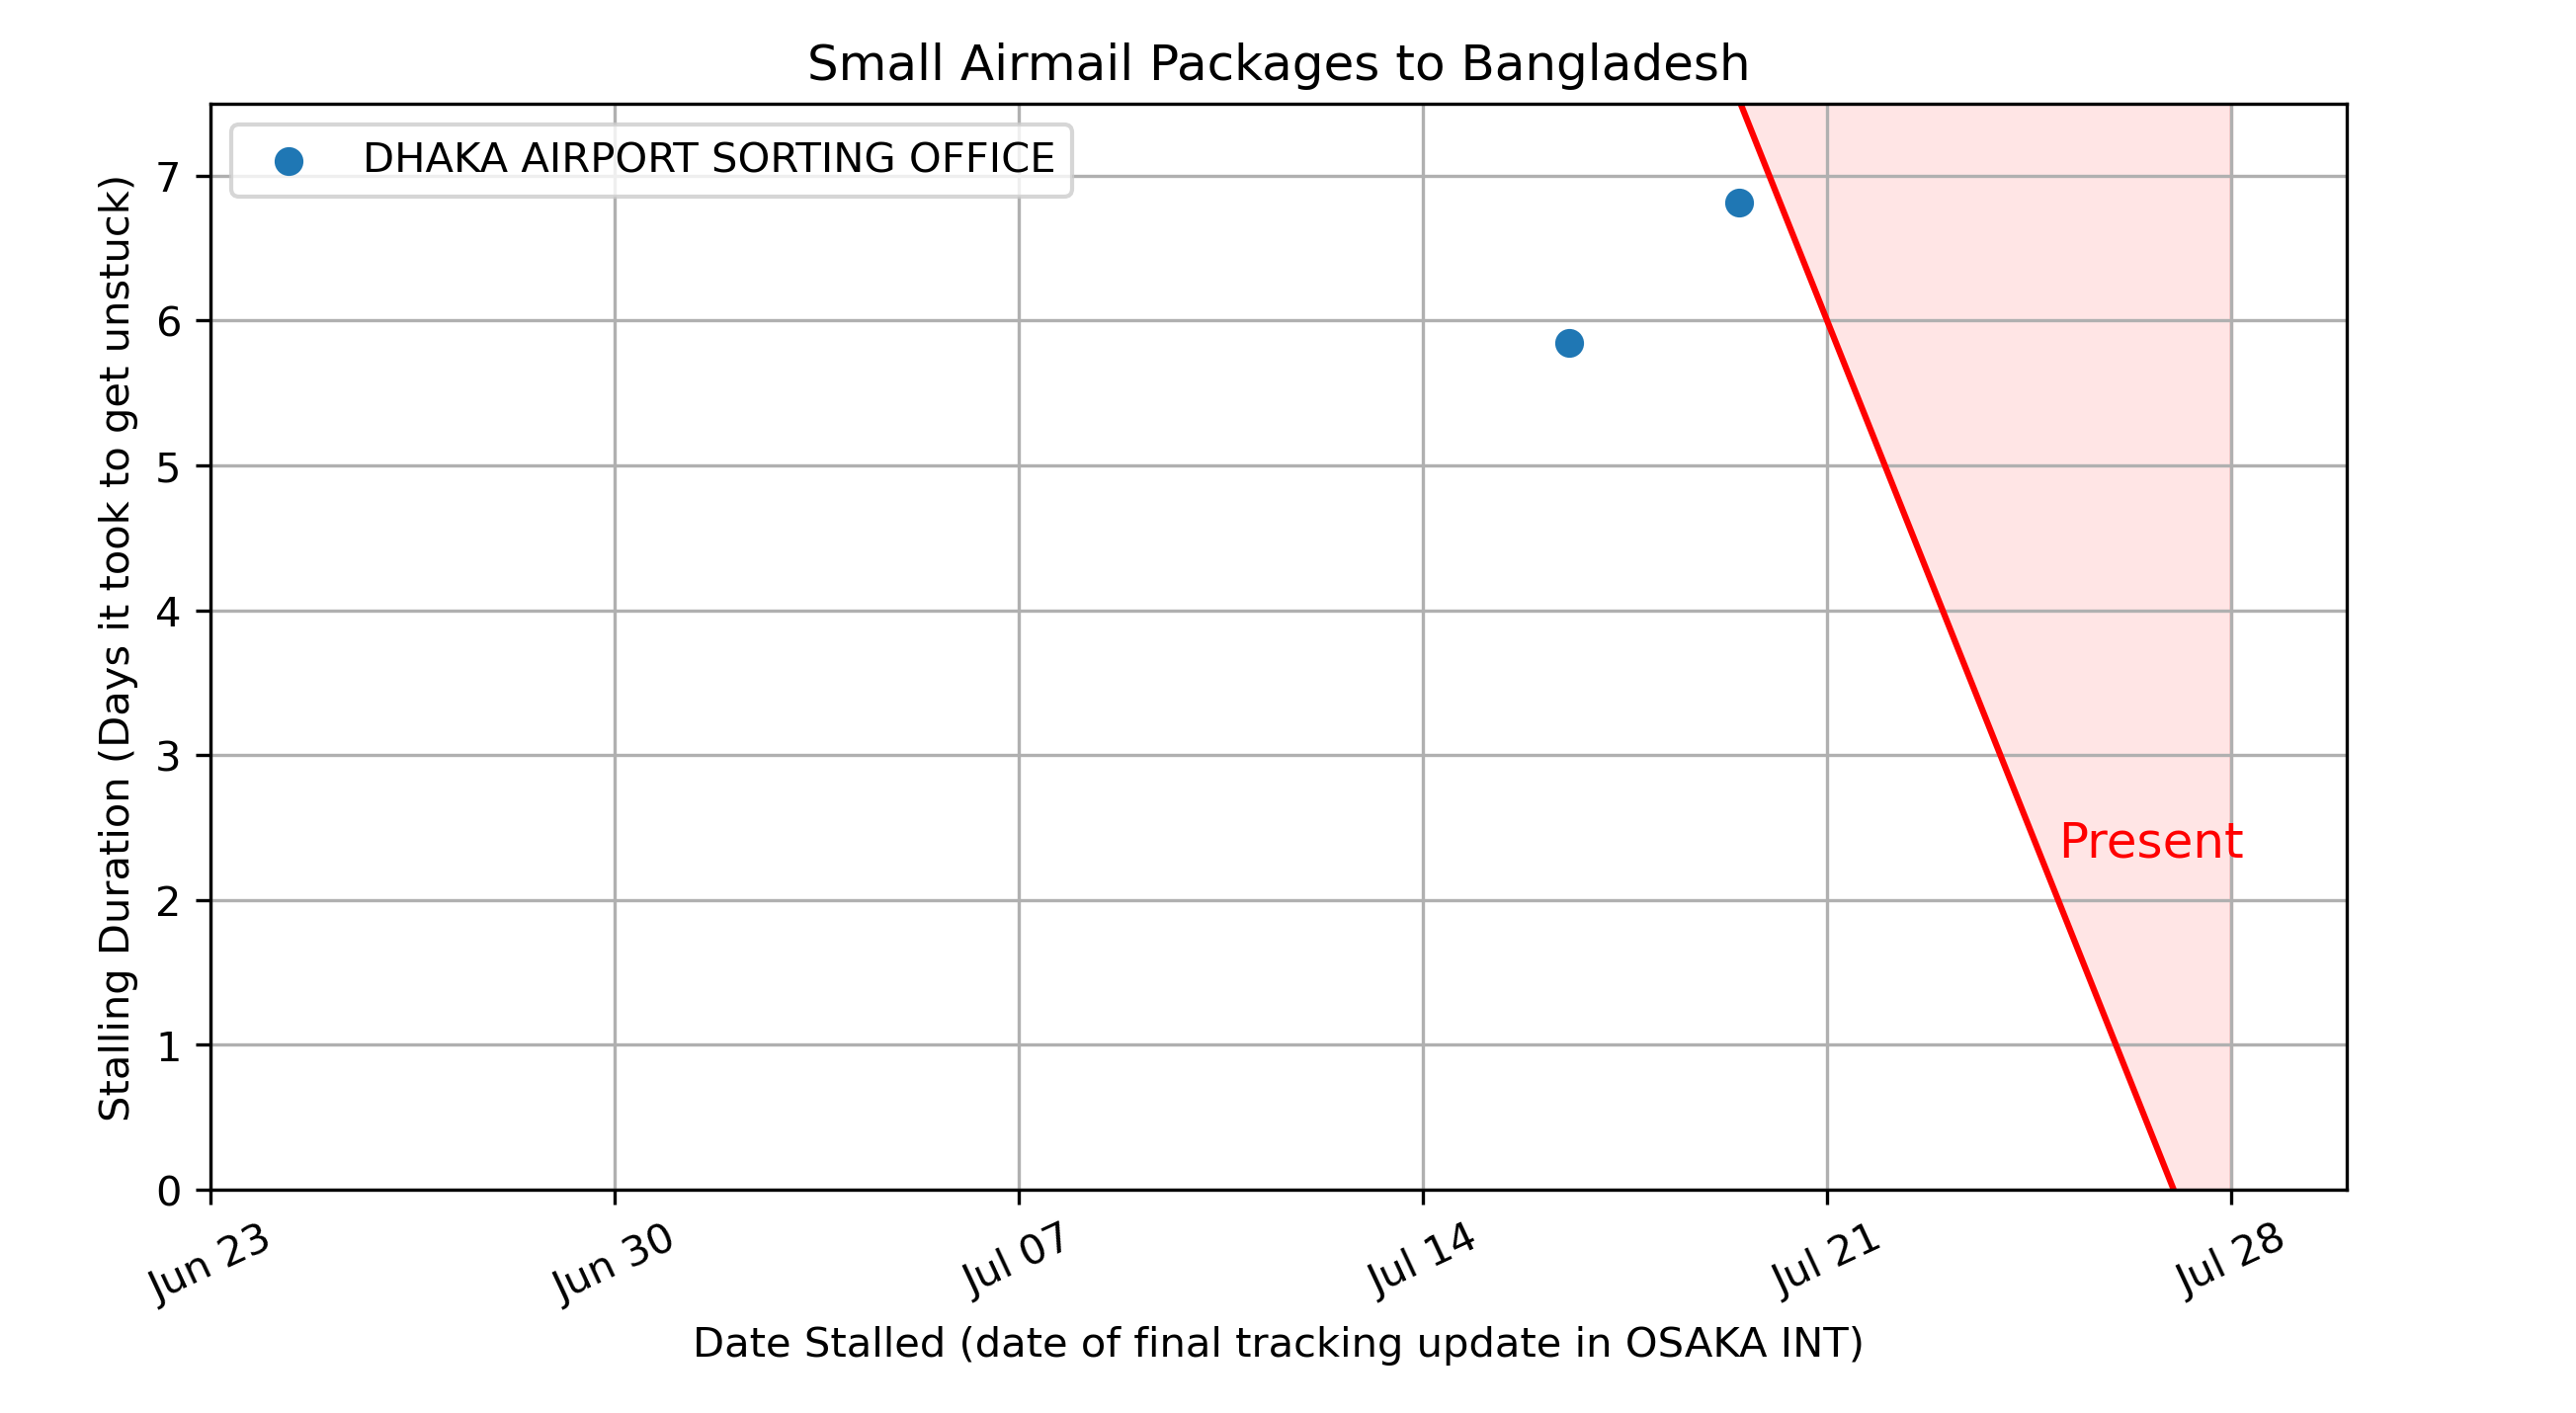 Small Airmail Packages to Bangladesh
DHAKA AIRPORT SORTING OFFICE
Stalling Duration (Days it took to get unstuck)
7
6
5
4
3
2
1
0
Present
Jun 23
Jun 30
Jul 07
Jul 14
Jul 21
Jul 28
Date Stalled (date of final tracking update in OSAKA INT)